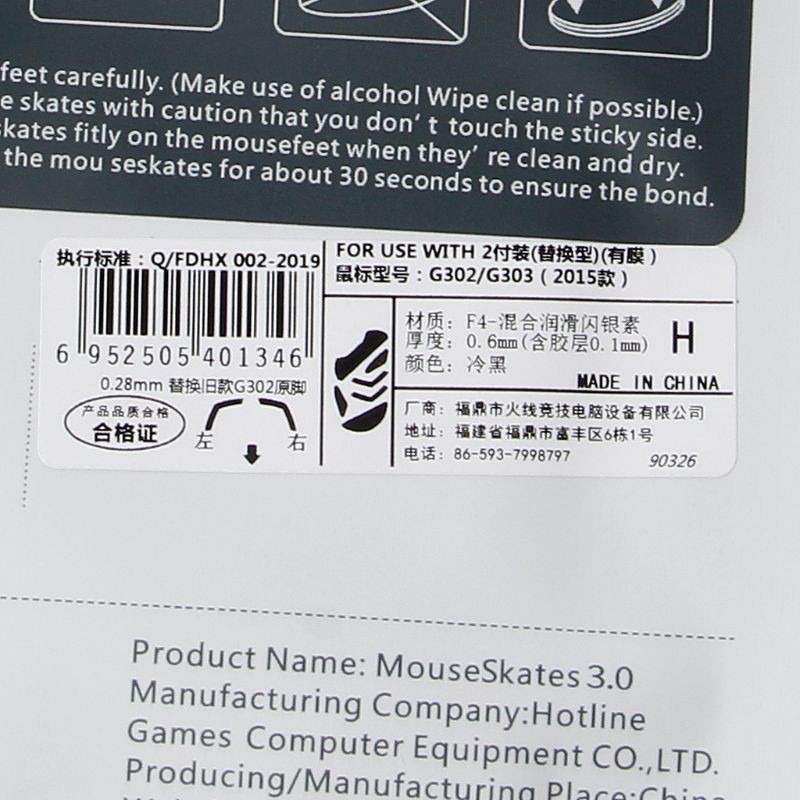 feet carefully. (Make use of alcohol Wipe clean if possible.)
e skates with caution that you don't touch the sticky side.
skates fitly on the mousefeet when they're clean and dry.
the mou seskates for about 30 seconds to ensure the bond.
执行标准：Q/FDHX 002-2019
6 952505 401346
0.28mm 替换旧款G302原脚
产品品质合格
合格证
左 右
FOR USE WITH 2付装(替换型)(有膜)
鼠标型号：G302/G303（2015款）
材质：F4-混合润滑闪银素
厚度：0.6mm(含胶层0.1mm)
颜色：冷黑
H
MADE IN CHINA
厂商：福鼎市火线竞技电脑设备有限公司
地址：福建省福鼎市富丰区6栋1号
电话：86-593-7998797
90326
Product Name: MouseSkates 3.0
Manufacturing Company:Hotline
Games Computer Equipment CO.,LTD.
Producing/Manufacturing Place:China